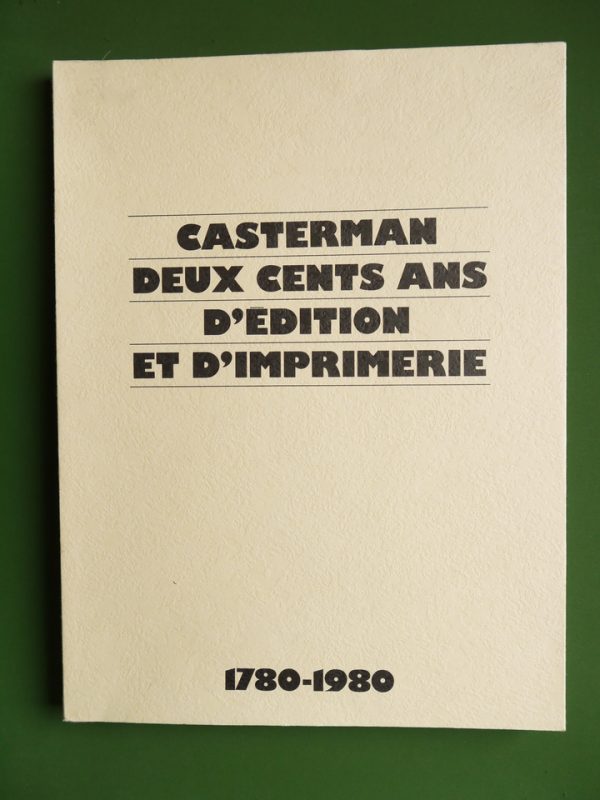 CASTERMAN
DEUX CENTS ANS
D'ÉDITION
ET D'IMPRIMERIE
1780-1980